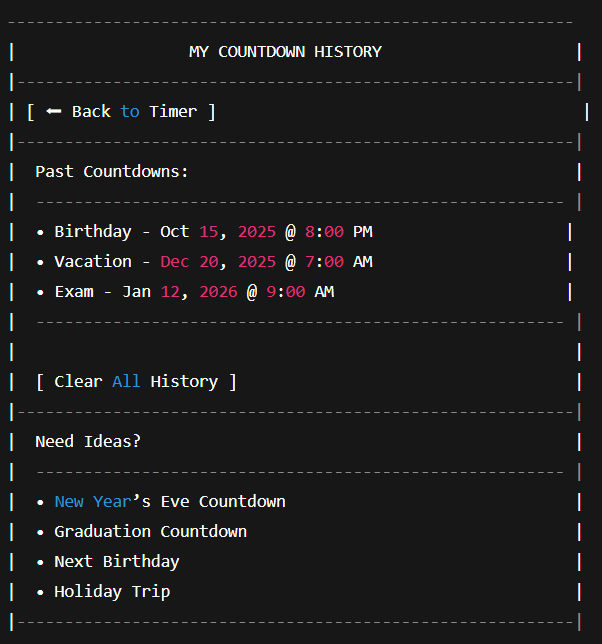 MY COUNTDOWN HISTORY
[ ⬅ Back to Timer ]
Past Countdowns:
• Birthday - Oct 15, 2025 @ 8:00 PM
• Vacation - Dec 20, 2025 @ 7:00 AM
• Exam - Jan 12, 2026 @ 9:00 AM
[ Clear All History ]
Need Ideas?
• New Year’s Eve Countdown
• Graduation Countdown
• Next Birthday
• Holiday Trip